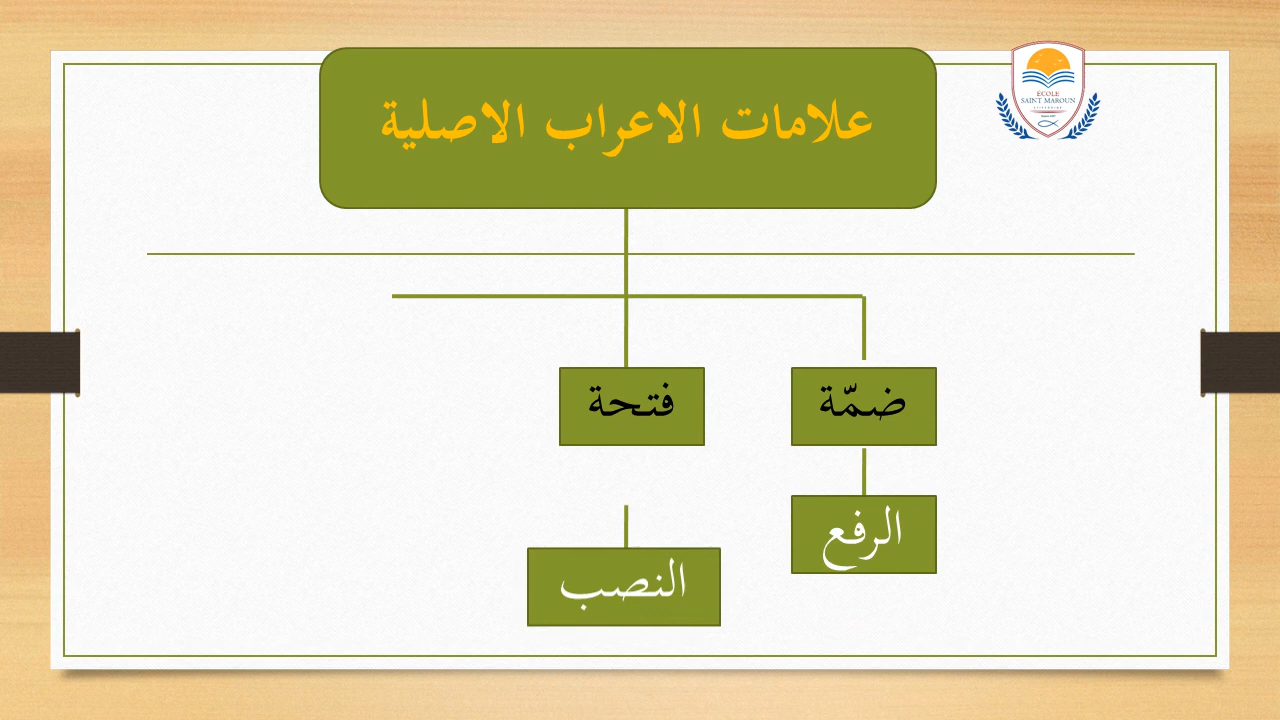 علامات الاعراب الاصلية
ECOLE
SAINT MAROUN
ضمّة
فتحة
الرفع
النصب